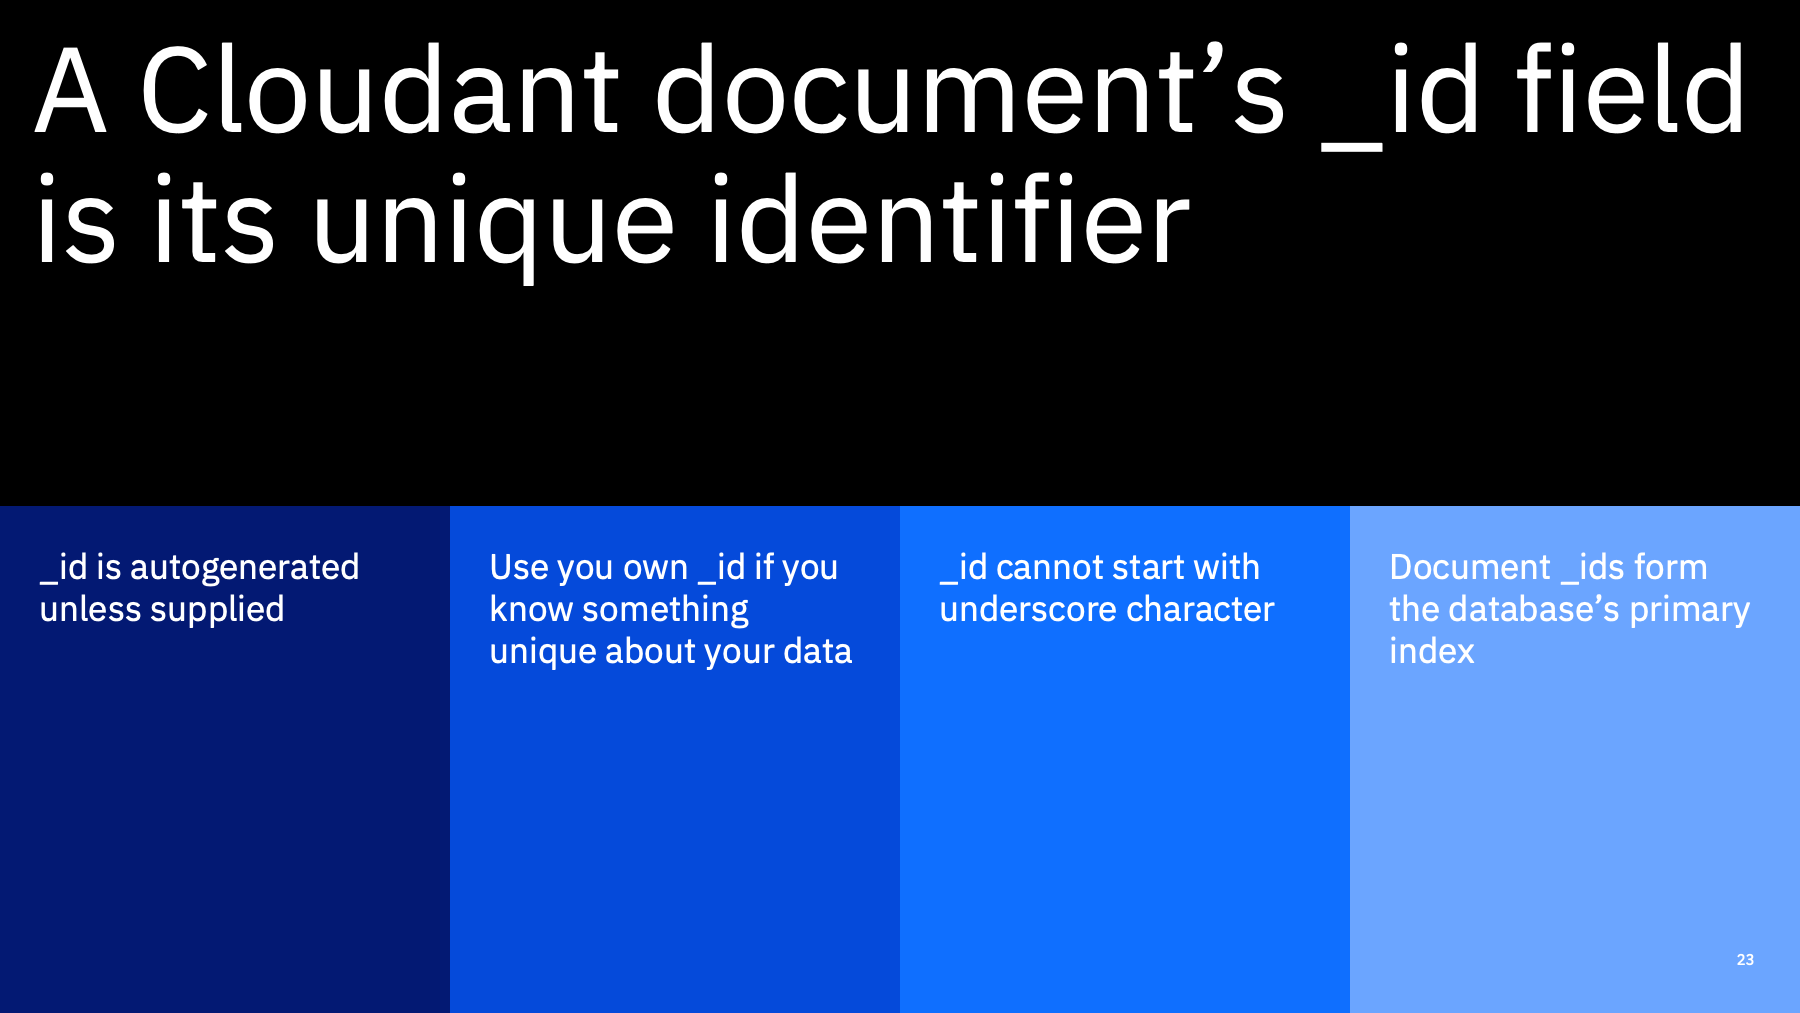 A Cloudant document’s _id field
is its unique identifier
_id is autogenerated
unless supplied
Use you own _id if you
know something
unique about your data
_id cannot start with
underscore character
Document _ids form
the database’s primary
index
23